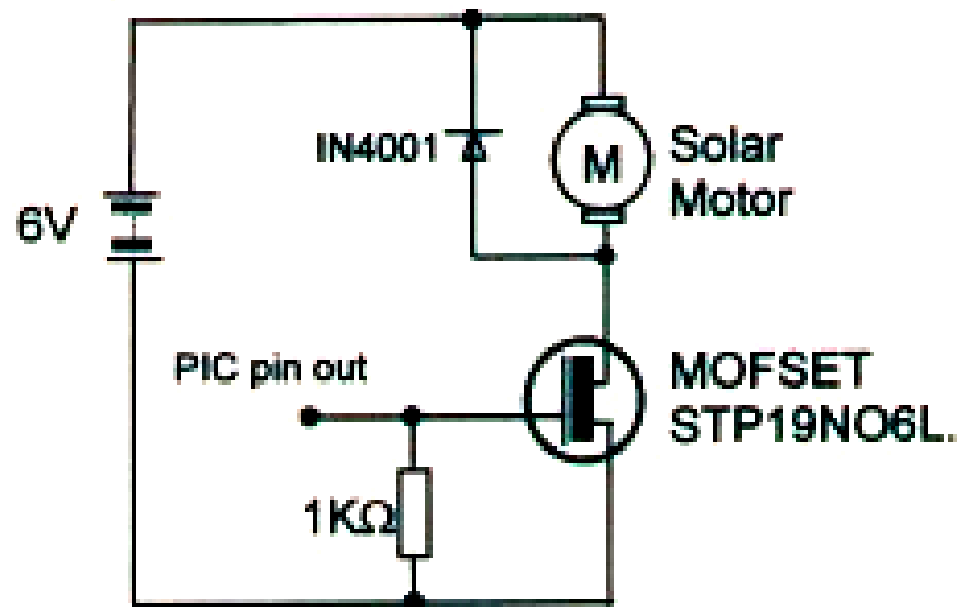 IN4001
M
Solar
Motor
6V
PIC pin out
MOFSET
STP19NO6L.
1KΩ